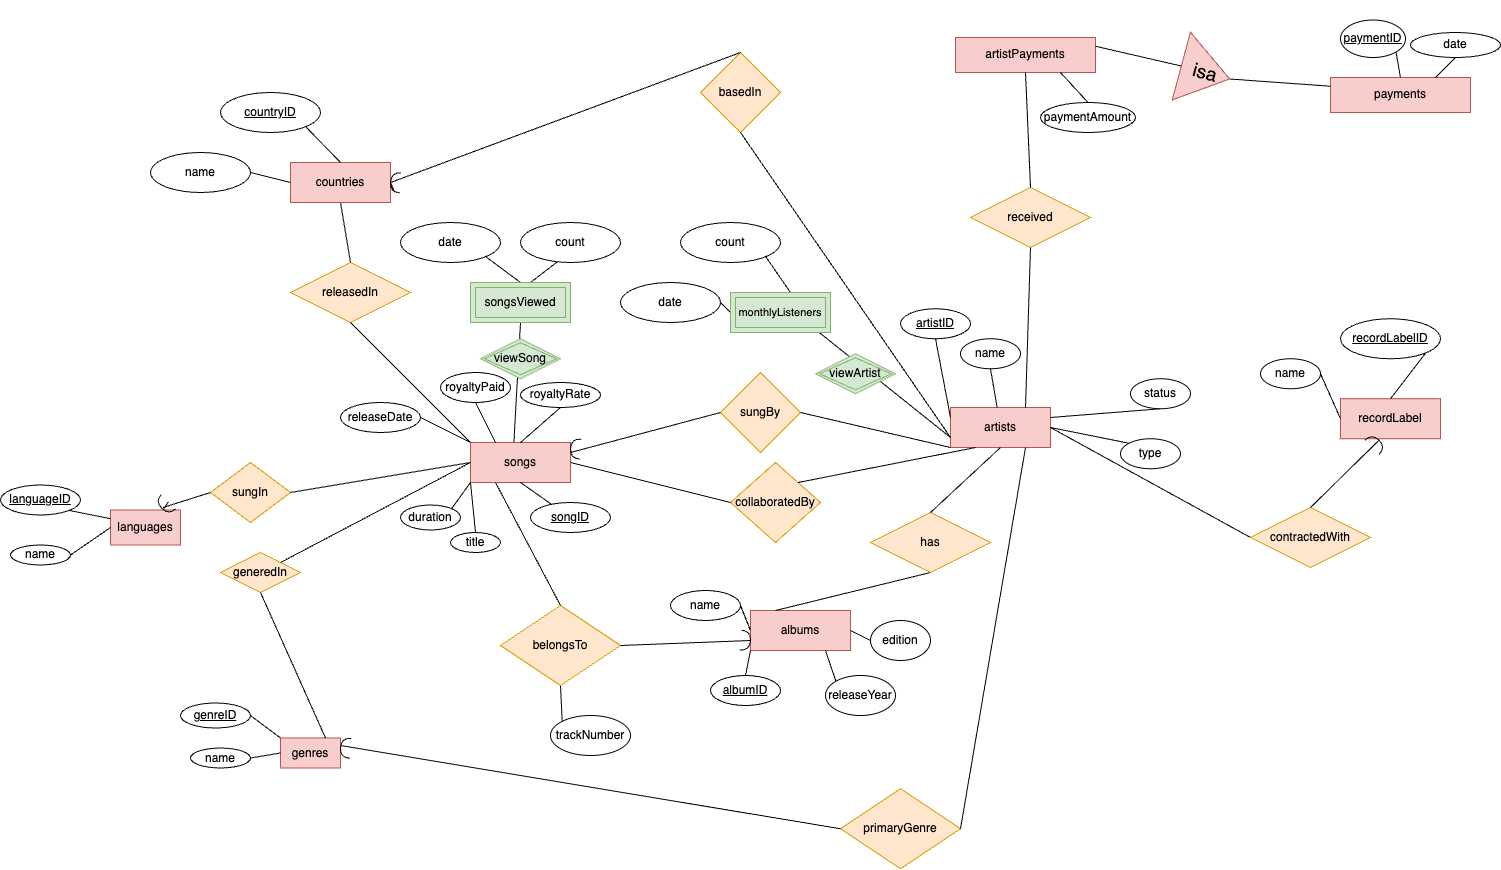 artistPayments
paymentID
date
isa
payments
basedIn
paymentAmount
countryID
name
countries
received
date
count
count
releasedIn
songsViewed
date
monthlyListeners
artistID
name
recordLabelID
viewSong
viewArtist
name
royaltyPaid
royaltyRate
status
releaseDate
sungBy
artists
recordLabel
type
songs
sungIn
collaboratedBy
languageID
languages
duration
songID
title
has
contractedWith
name
generedIn
name
albums
edition
belongsTo
albumID
releaseYear
genreID
trackNumber
name
genres
primaryGenre